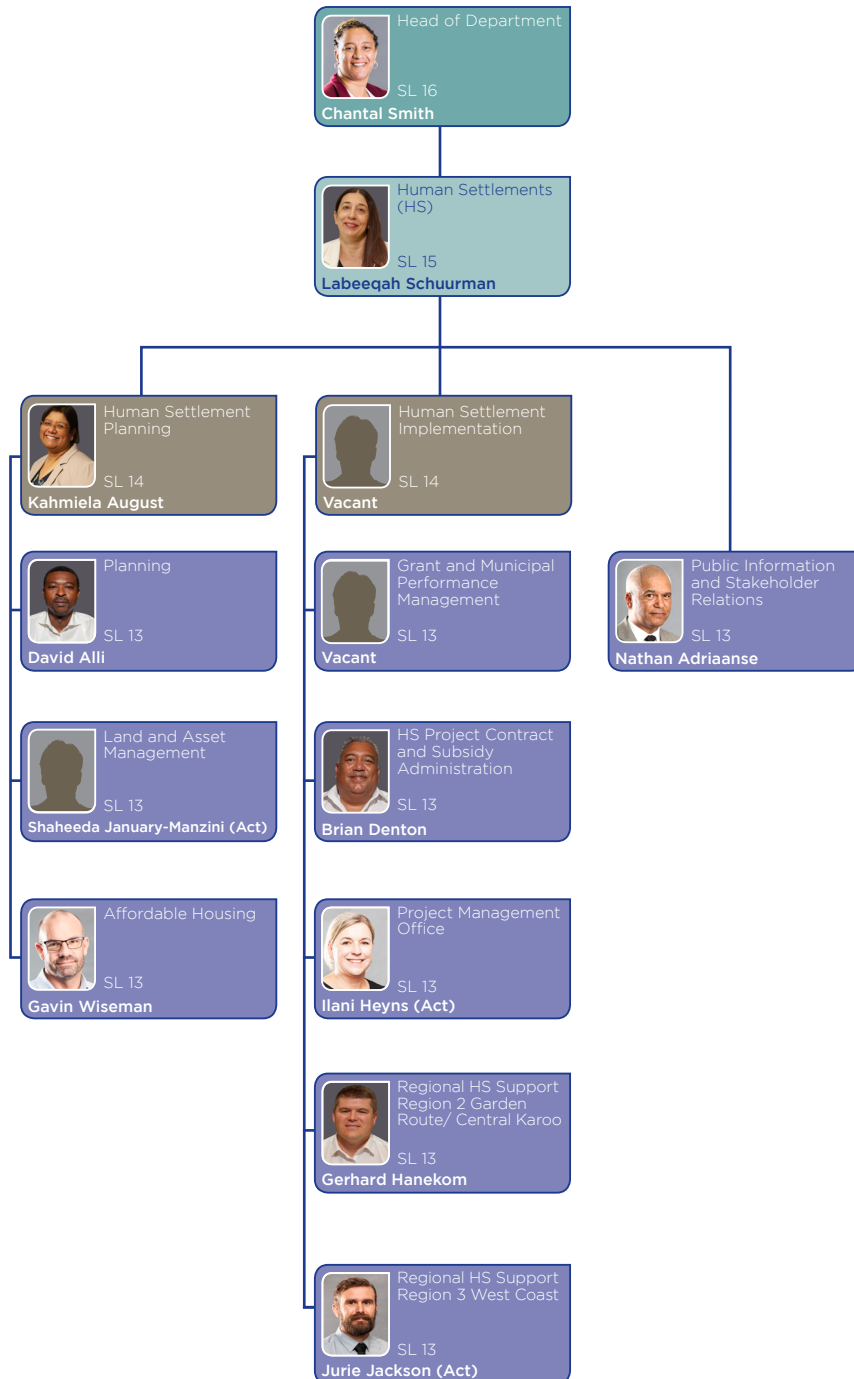 Head of Department
SL 16
Chantal Smith
Human Settlements
(HS)
SL 15
Labeeqah Schuurman
Human Settlement
Planning
SL 14
Kahmiela August
Human Settlement
Implementation
SL 14
Vacant
Planning
SL 13
David Alli
Grant and Municipal
Performance
Management
SL 13
Vacant
Public Information
and Stakeholder
Relations
SL 13
Nathan Adriaanse
Land and Asset
Management
SL 13
Shaheeda January-Manzini (Act)
HS Project Contract
and Subsidy
Administration
SL 13
Brian Denton
Affordable Housing
SL 13
Gavin Wiseman
Project Management
Office
SL 13
Ilani Heyns (Act)
Regional HS Support
Region 2 Garden
Route/ Central Karoo
SL 13
Gerhard Hanekom
Regional HS Support
Region 3 West Coast
SL 13
Jurie Jackson (Act)